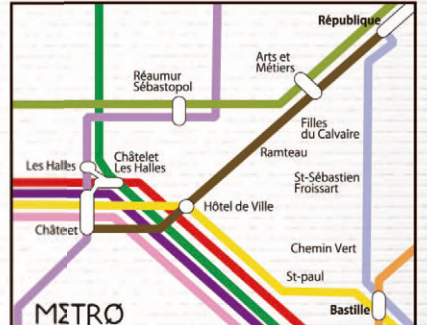 République
Arts et
Métiers
Réaumur
Sébastopol
Filles
du Calvaire
Ramteau
Les Halles
Châtelet
Les Halles
St-Sébastien
Froissart
Hôtel de Ville
Châteet
Chemin Vert
St-paul
Bastille
MΣTRØ